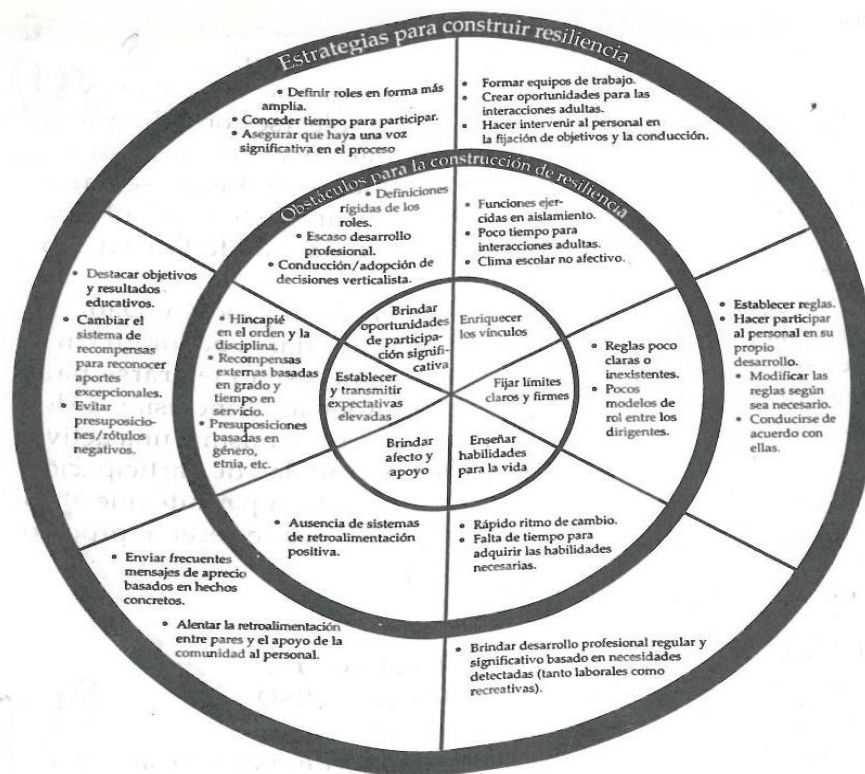 Estrategias para construir resiliencia
• Definir roles en forma más
amplia.
• Conceder tiempo para participar.
• Asegurar que haya una voz
significativa en el proceso
• Formar equipos de trabajo.
• Crear oportunidades para las
interacciones adultas.
• Hacer intervenir al personal en
la fijación de objetivos y la conducción.
Obstáculos para la construcción de resiliencia
• Definiciones
rígidas de los
roles.
• Escaso desarrollo
profesional.
• Conducción/adopción de
decisiones verticalista.
• Funciones ejer-
cidas en aislamiento.
• Poco tiempo para
interacciones adultas.
• Clima escolar no afectivo.
• Destacar objetivos
y resultados
educativos.
• Cambiar el
sistema de
recompensas
para reconocer
aportes
excepcionales.
• Evitar
presuposicio-
nes/rótulos
negativos.
• Hincapié
en el orden y la
disciplina.
• Recompensas
externas basadas
en grado y
tiempo en
servicio.
• Presuposiciones
basadas en
género,
etnia, etc.
Brindar
oportunidades
de partici-
pación signifi-
cativa
Enriquecer
los vínculos
Establecer
y transmitir
expectativas
elevadas
Fijar límites
claros y firmes
Brindar
afecto y
apoyo
Enseñar
habilidades
para la vida
• Reglas poco
claras o
inexistentes.
• Pocos
modelos de
rol entre los
dirigentes.
• Establecer reglas.
• Hacer participar
al personal en su
propio
desarrollo.
• Modificar las
reglas según
sea necesario.
• Conducirse de
acuerdo con
ellas.
• Ausencia de sistemas
de retroalimentación
positiva.
• Rápido ritmo de cambio.
• Falta de tiempo para
adquirir las habilidades
necesarias.
• Enviar frecuentes
mensajes de aprecio
basados en hechos
concretos.
• Alentar la retroalimentación
entre pares y el apoyo de la
comunidad al personal.
• Brindar desarrollo profesional regular y
significativo basado en necesidades
detectadas (tanto laborales como
recreativas).